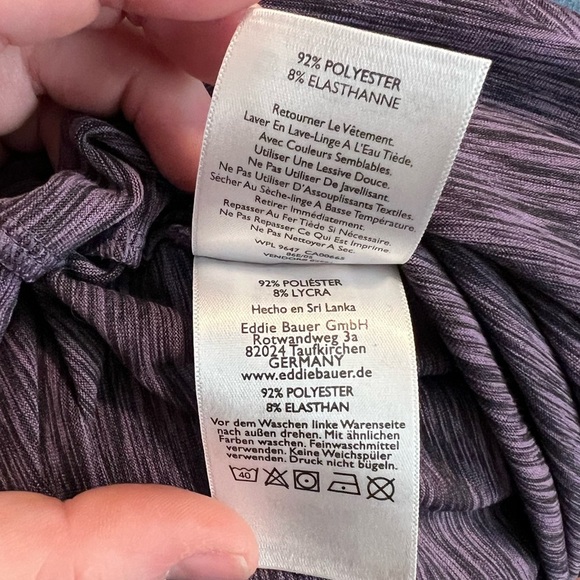 92% POLYESTER
8% ELASTHANNE
Retourner Le Vêtement.
Laver En Lave-Linge A L'Eau Tiède,
Avec Couleurs Semblables.
Utiliser Une Lessive Douce.
Ne Pas Utiliser De Javellisant.
Ne Pas Utiliser D'Assouplissants Textiles.
Sécher Au Sèche-linge A Basse Température.
Retirer Immédiatement.
Repasser Au Fer Tiède Si Nécessaire.
Ne Pas Repasser Ce Qui Est Imprime.
Ne Pas Nettoyer A Sec.
WPL 9647 CA00665
92% POLIÈSTER
8% LYCRA
Hecho en Sri Lanka
Eddie Bauer GmbH
Rotwandweg 3a
82024 Taufkirchen
GERMANY
www.eddiebauer.de
92% POLYESTER
8% ELASTHAN
Vor dem Waschen linke Warenseite
nach außen drehen. Mit ähnlichen
Farben waschen. Feinwaschmittel
verwenden. Keine Weichspüler
verwenden. Druck nicht bügeln.
40